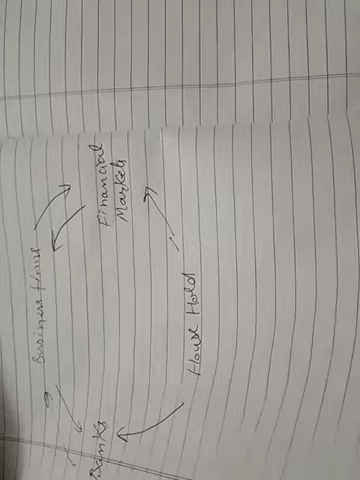 Business firms
Banks
Financial
Markets
House Hold